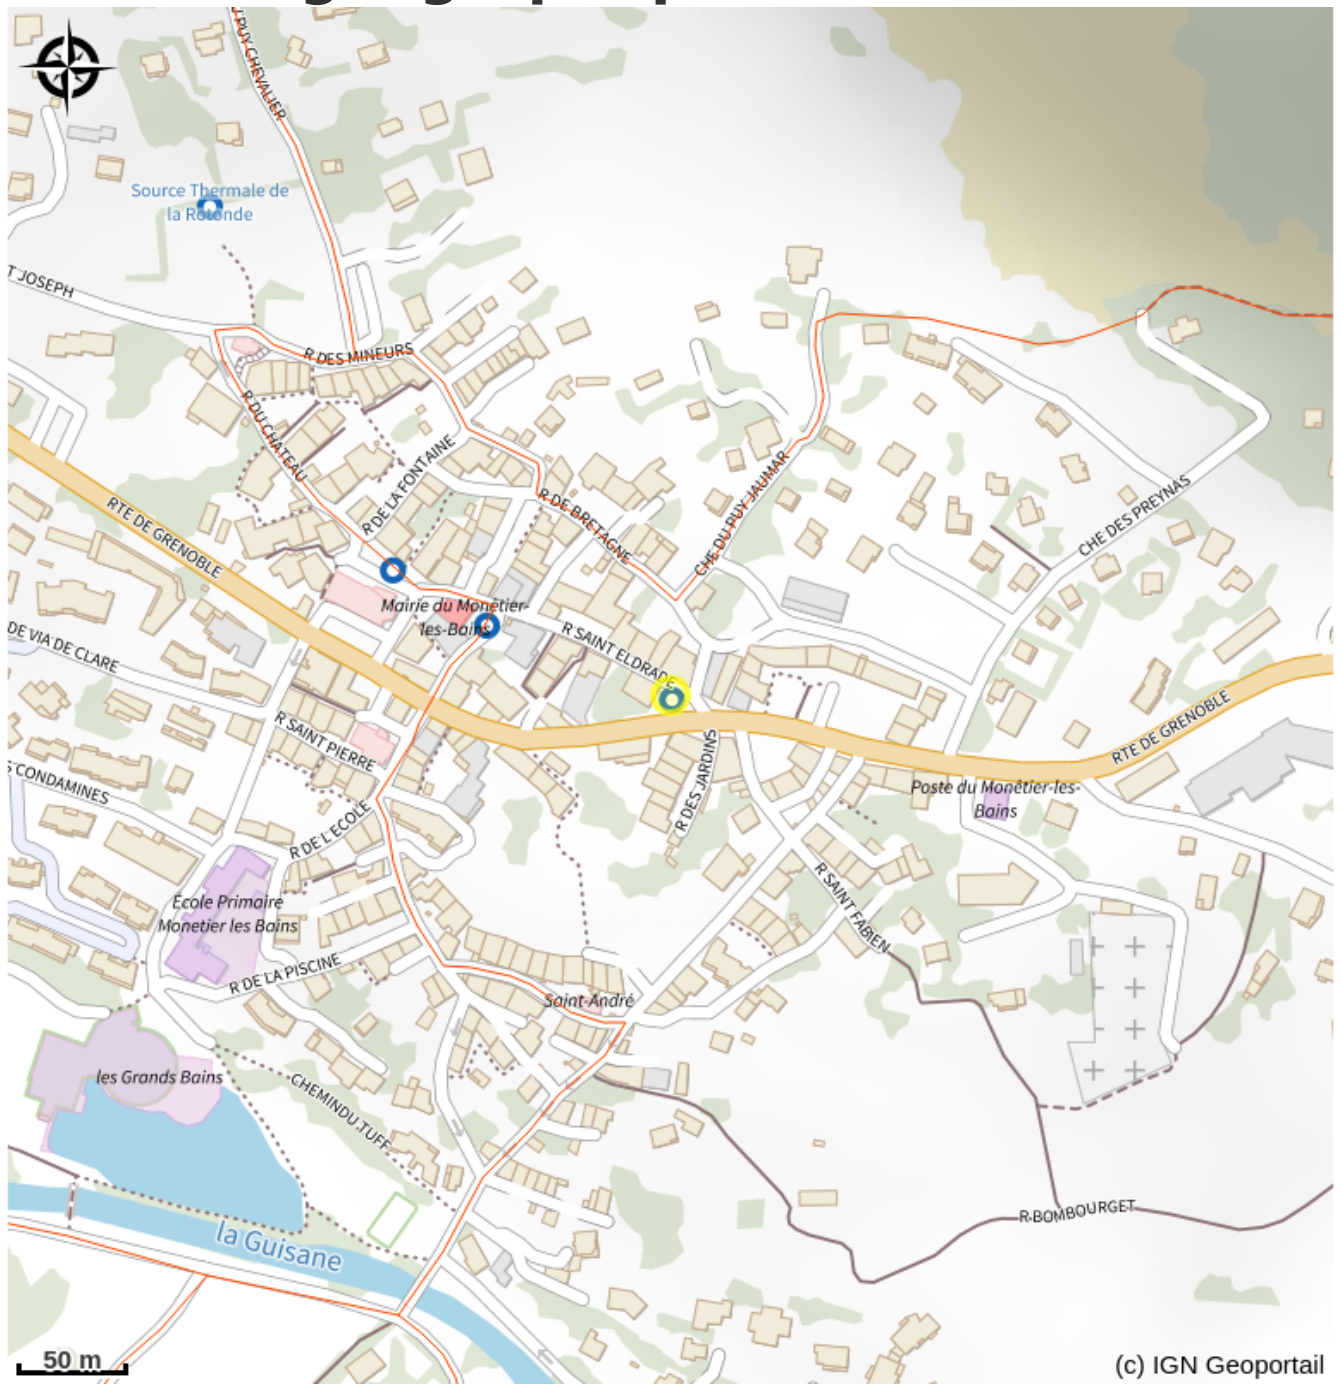 U PUY CHEVALIER
Source Thermale de
la Rotonde
T JOSEPH
R DES MINEURS
R DU CHATEAU
R DE LA FONTAINE
R DE BRETAGNE
CHE DU PUY JAUMAR
CHE DES PREYNAS
RTE DE GRENOBLE
Mairie du Monêtier-
les-Bains
R SAINT ELDRADE
DE VIA DE CLARE
R SAINT PIERRE
RTE DE GRENOBLE
R DES JARDINS
Poste du Monêtier-les-
Bains
S CONDAMINES
R DE L'ECOLE
R SAINT FABIEN
École Primaire
Monetier les Bains
R DE LA PISCINE
Saint-André
les Grands Bains
CHEMIN DU TUFF
R BOMBOURGET
la Guisane
50 m
(c) IGN Geoportail